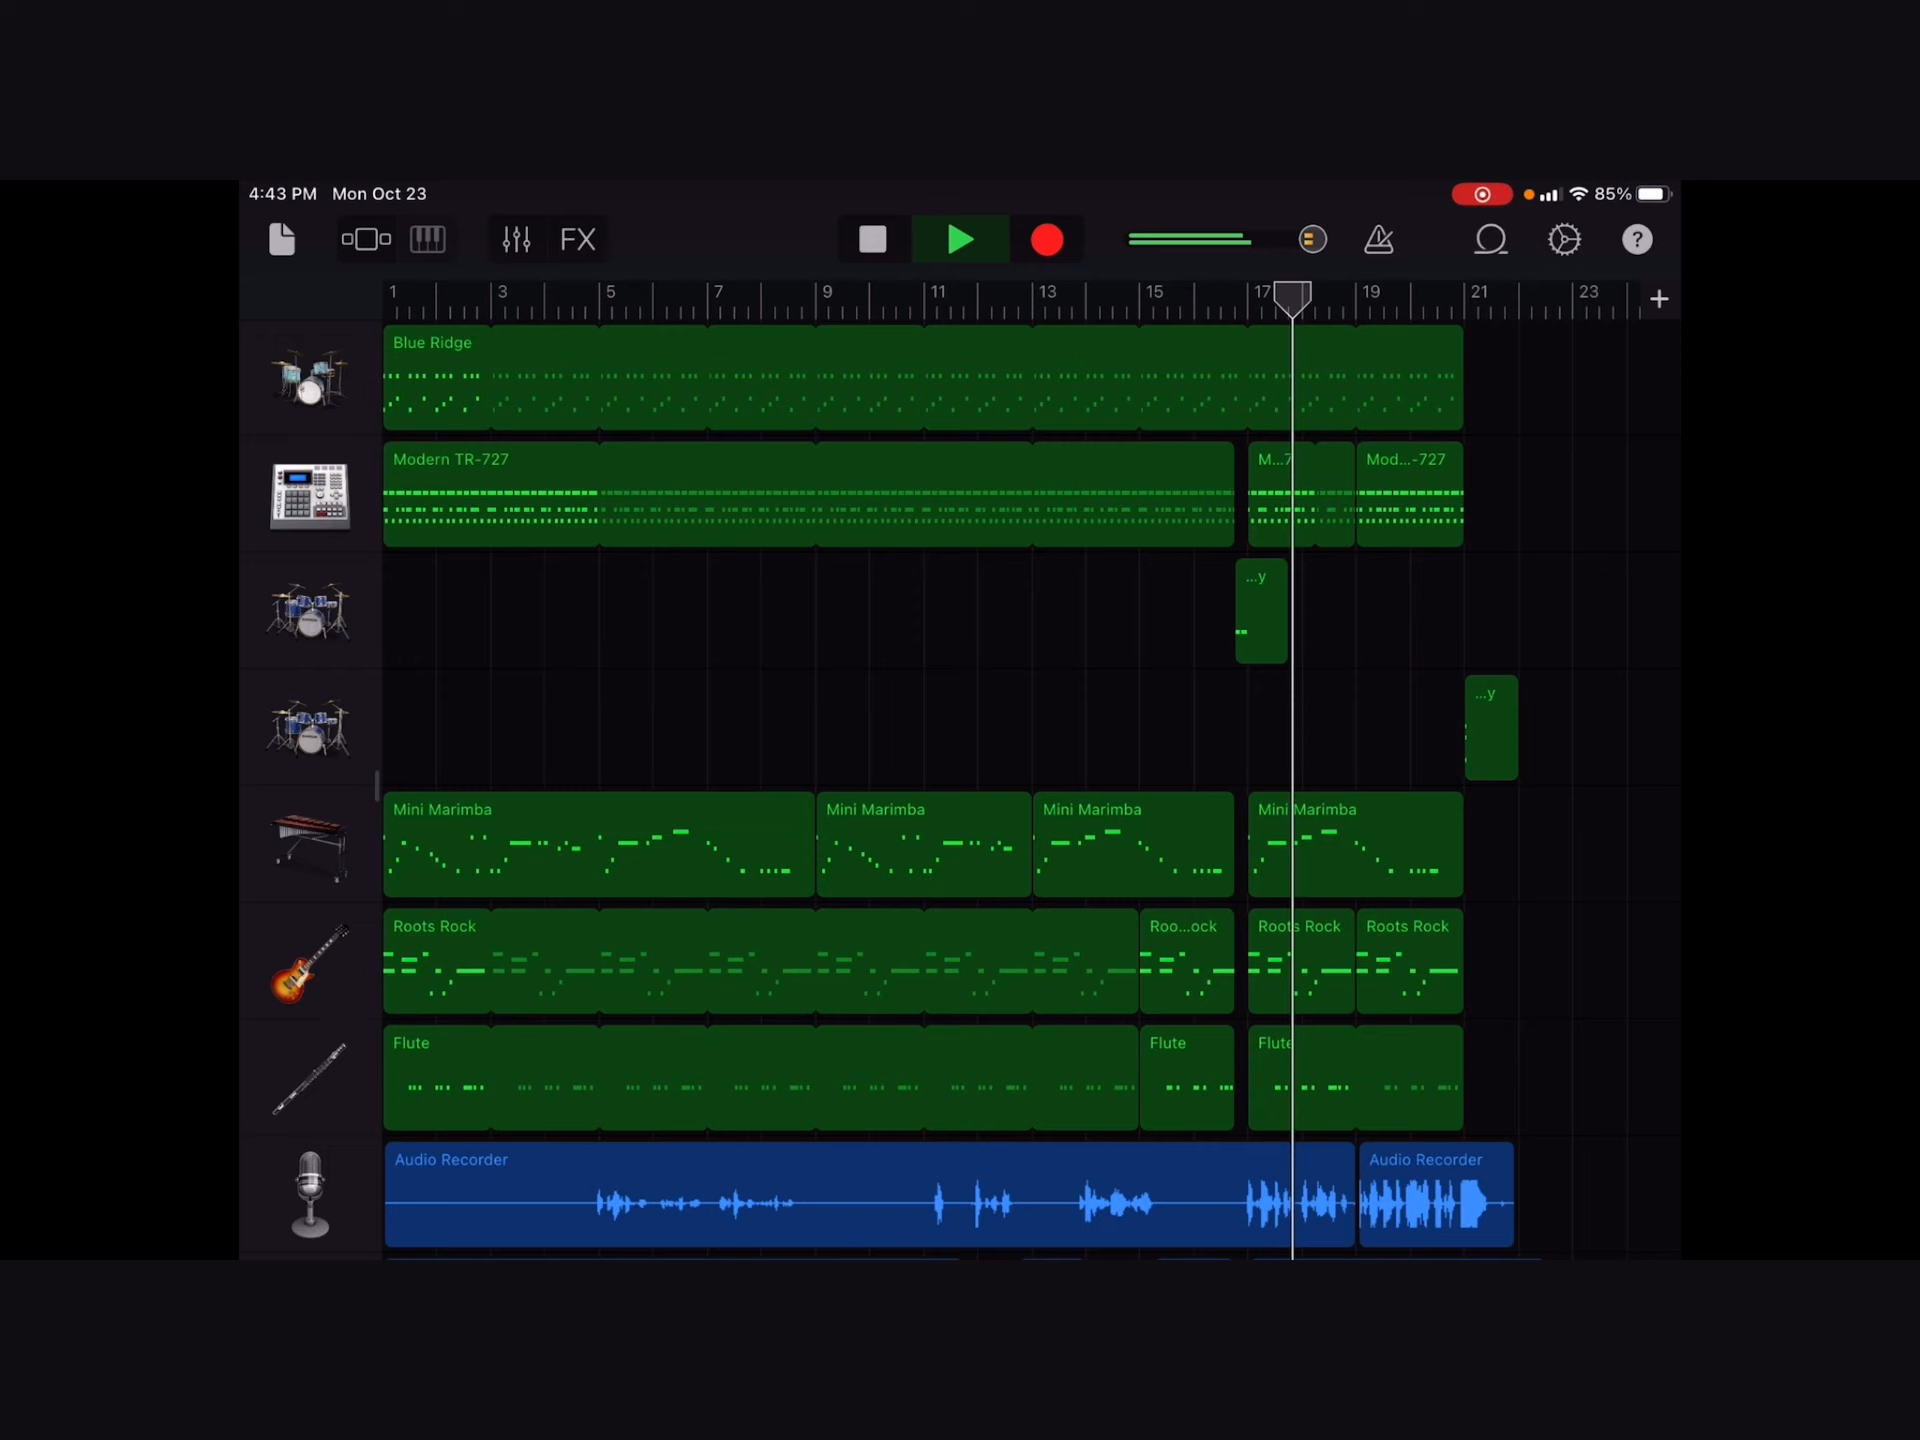 4:43 PM Mon Oct 23
85%
FX
?
1 3 5 7 9 11 13 15 17 19 21 23 +
Blue Ridge
Modern TR-727
M...7
Mod...-727
...y
...y
Mini Marimba
Mini Marimba
Mini Marimba
Mini Marimba
Roots Rock
Roo...ock
Roots Rock
Roots Rock
Flute
Flute
Flute
Audio Recorder
Audio Recorder